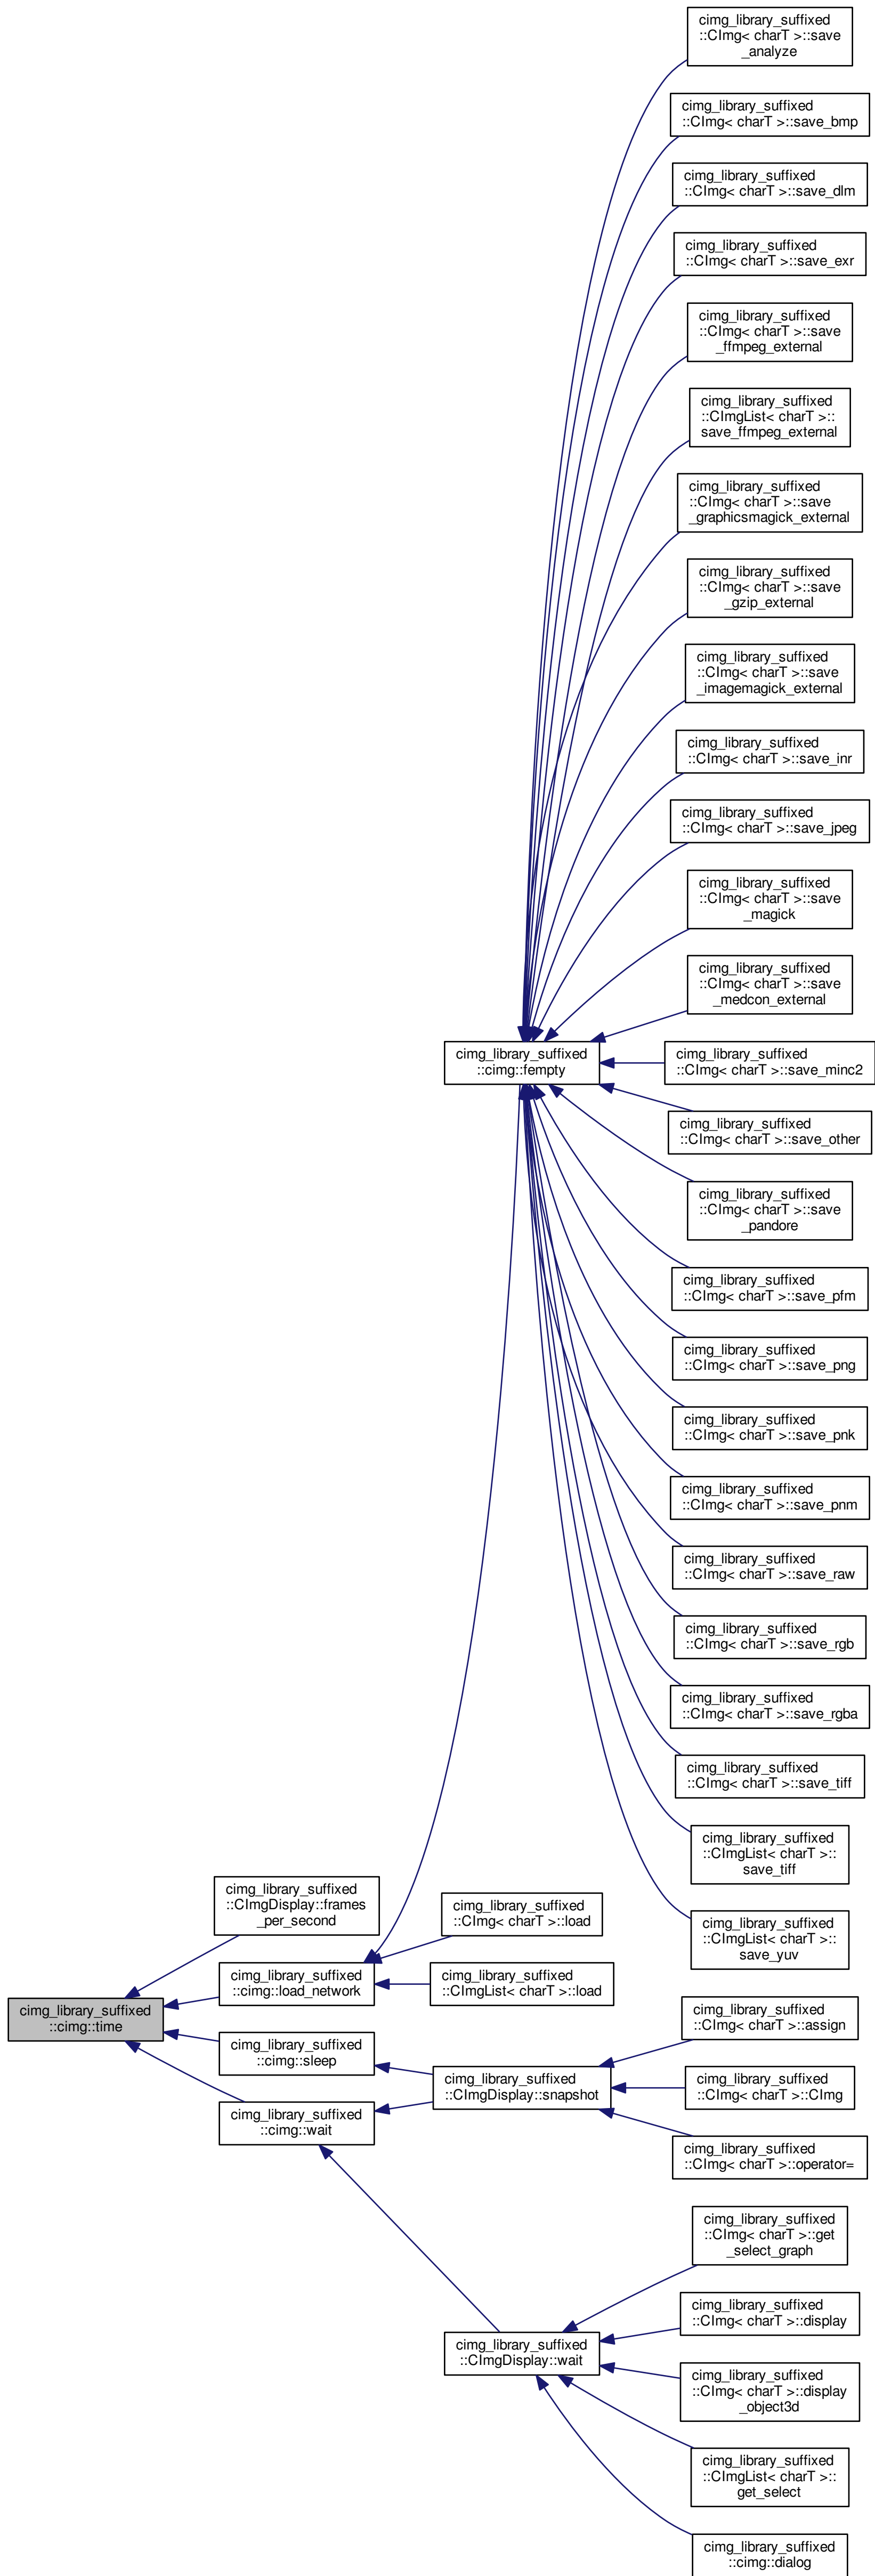 cimg_library_suffixed
::CImg< charT >::save
_analyze
cimg_library_suffixed
::CImg< charT >::save_bmp
cimg_library_suffixed
::CImg< charT >::save_dlm
cimg_library_suffixed
::CImg< charT >::save_exr
cimg_library_suffixed
::CImg< charT >::save
_ffmpeg_external
cimg_library_suffixed
::CImgList< charT >::
save_ffmpeg_external
cimg_library_suffixed
::CImg< charT >::save
_graphicsmagick_external
cimg_library_suffixed
::CImg< charT >::save
_gzip_external
cimg_library_suffixed
::CImg< charT >::save
_imagemagick_external
cimg_library_suffixed
::CImg< charT >::save_inr
cimg_library_suffixed
::CImg< charT >::save_jpeg
cimg_library_suffixed
::CImg< charT >::save
_magick
cimg_library_suffixed
::CImg< charT >::save
_medcon_external
cimg_library_suffixed
::cimg::fempty
cimg_library_suffixed
::CImg< charT >::save_minc2
cimg_library_suffixed
::CImg< charT >::save_other
cimg_library_suffixed
::CImg< charT >::save
_pandore
cimg_library_suffixed
::CImg< charT >::save_pfm
cimg_library_suffixed
::CImg< charT >::save_png
cimg_library_suffixed
::CImg< charT >::save_pnk
cimg_library_suffixed
::CImg< charT >::save_pnm
cimg_library_suffixed
::CImg< charT >::save_raw
cimg_library_suffixed
::CImg< charT >::save_rgb
cimg_library_suffixed
::CImg< charT >::save_rgba
cimg_library_suffixed
::CImg< charT >::save_tiff
cimg_library_suffixed
::CImgList< charT >::
save_tiff
cimg_library_suffixed
::CImgList< charT >::
save_yuv
cimg_library_suffixed
::CImgDisplay::frames
_per_second
cimg_library_suffixed
::CImg< charT >::load
cimg_library_suffixed
::cimg::load_network
cimg_library_suffixed
::CImgList< charT >::load
cimg_library_suffixed
::cimg::time
cimg_library_suffixed
::cimg::sleep
cimg_library_suffixed
::CImg< charT >::assign
cimg_library_suffixed
::CImgDisplay::snapshot
cimg_library_suffixed
::CImg< charT >::CImg
cimg_library_suffixed
::cimg::wait
cimg_library_suffixed
::CImg< charT >::operator=
cimg_library_suffixed
::CImg< charT >::get
_select_graph
cimg_library_suffixed
::CImg< charT >::display
cimg_library_suffixed
::CImgDisplay::wait
cimg_library_suffixed
::CImg< charT >::display
_object3d
cimg_library_suffixed
::CImgList< charT >::
get_select
cimg_library_suffixed
::cimg::dialog